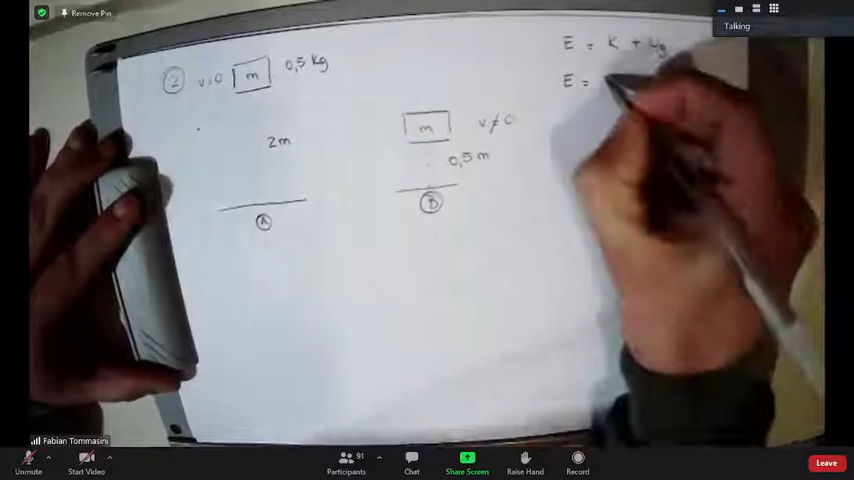 Remove Pin
Talking
E = K + Ug
② v=0 m 0,5 kg
E =
m v≠0
2m
0,5m
Ⓐ
Ⓑ
Fabian Tommasini
Unmute
Start Video
Participants
91
Chat
Share Screen
Raise Hand
Record
Leave